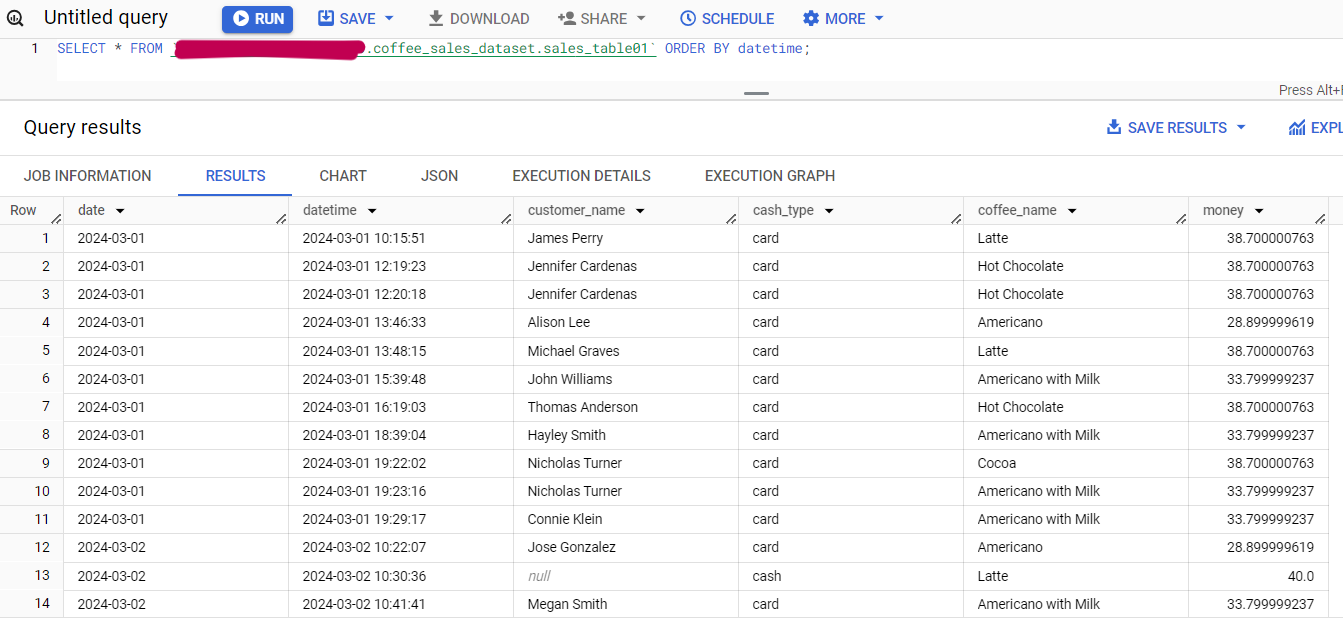 Untitled query RUN SAVE DOWNLOAD SHARE SCHEDULE MORE
1 SELECT * FROM `.coffee_sales_dataset.sales_table01` ORDER BY datetime;
Press Alt+
Query results SAVE RESULTS EXPL
JOB INFORMATION RESULTS CHART JSON EXECUTION DETAILS EXECUTION GRAPH
Row date datetime customer_name cash_type coffee_name money
1 2024-03-01 2024-03-01 10:15:51 James Perry card Latte 38.700000763
2 2024-03-01 2024-03-01 12:19:23 Jennifer Cardenas card Hot Chocolate 38.700000763
3 2024-03-01 2024-03-01 12:20:18 Jennifer Cardenas card Hot Chocolate 38.700000763
4 2024-03-01 2024-03-01 13:46:33 Alison Lee card Americano 28.899999619
5 2024-03-01 2024-03-01 13:48:15 Michael Graves card Latte 38.700000763
6 2024-03-01 2024-03-01 15:39:48 John Williams card Americano with Milk 33.799999237
7 2024-03-01 2024-03-01 16:19:03 Thomas Anderson card Hot Chocolate 38.700000763
8 2024-03-01 2024-03-01 18:39:04 Hayley Smith card Americano with Milk 33.799999237
9 2024-03-01 2024-03-01 19:22:02 Nicholas Turner card Cocoa 38.700000763
10 2024-03-01 2024-03-01 19:23:16 Nicholas Turner card Americano with Milk 33.799999237
11 2024-03-01 2024-03-01 19:29:17 Connie Klein card Americano with Milk 33.799999237
12 2024-03-02 2024-03-02 10:22:07 Jose Gonzalez card Americano 28.899999619
13 2024-03-02 2024-03-02 10:30:36 null cash Latte 40.0
14 2024-03-02 2024-03-02 10:41:41 Megan Smith card Americano with Milk 33.799999237